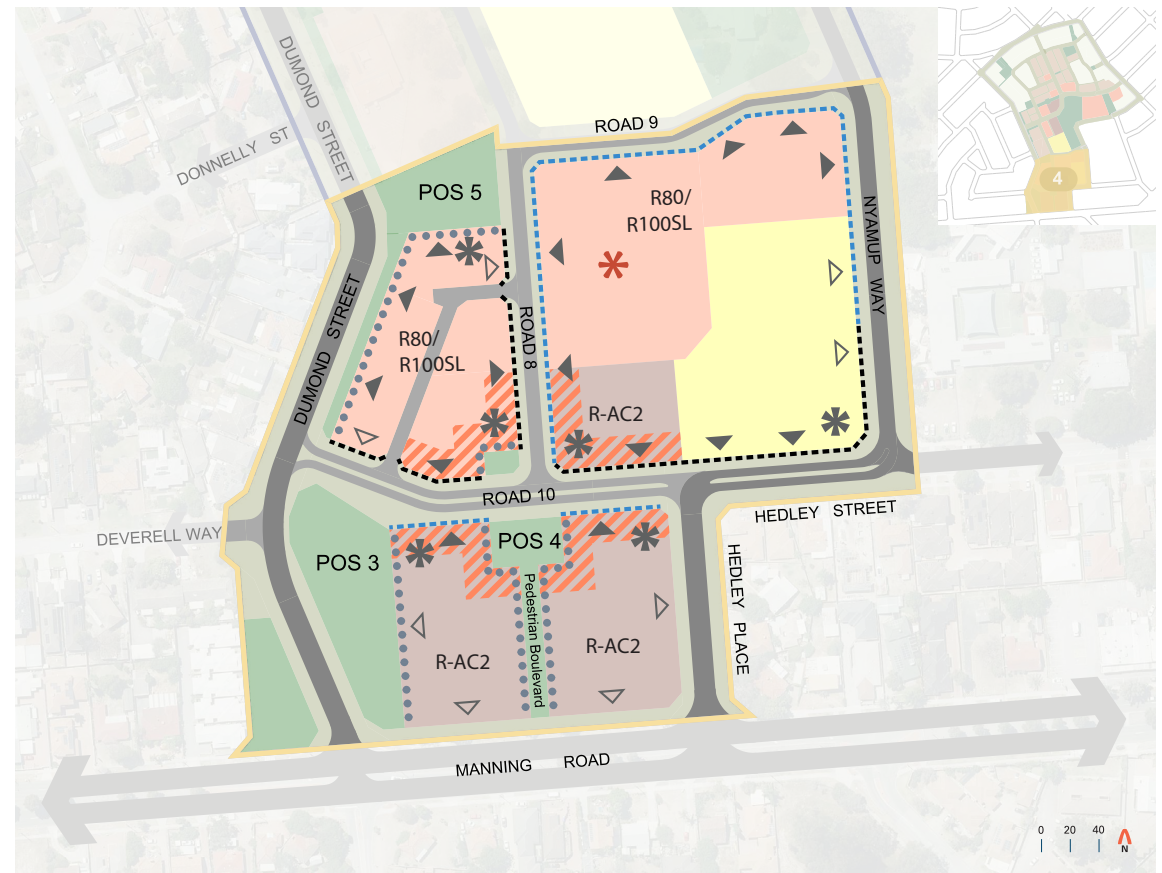 DUMOND STREET
DONNELLY ST
ROAD 9
4
POS 5
R80/
R100SL
NYAMUP WAY
DUMOND STREET
R80/
R100SL
ROAD 8
R-AC2
ROAD 10
HEDLEY STREET
DEVERELL WAY
POS 3
POS 4
HEDLEY PLACE
Pedestrian Boulevard
R-AC2
R-AC2
MANNING ROAD
0 20 40
N